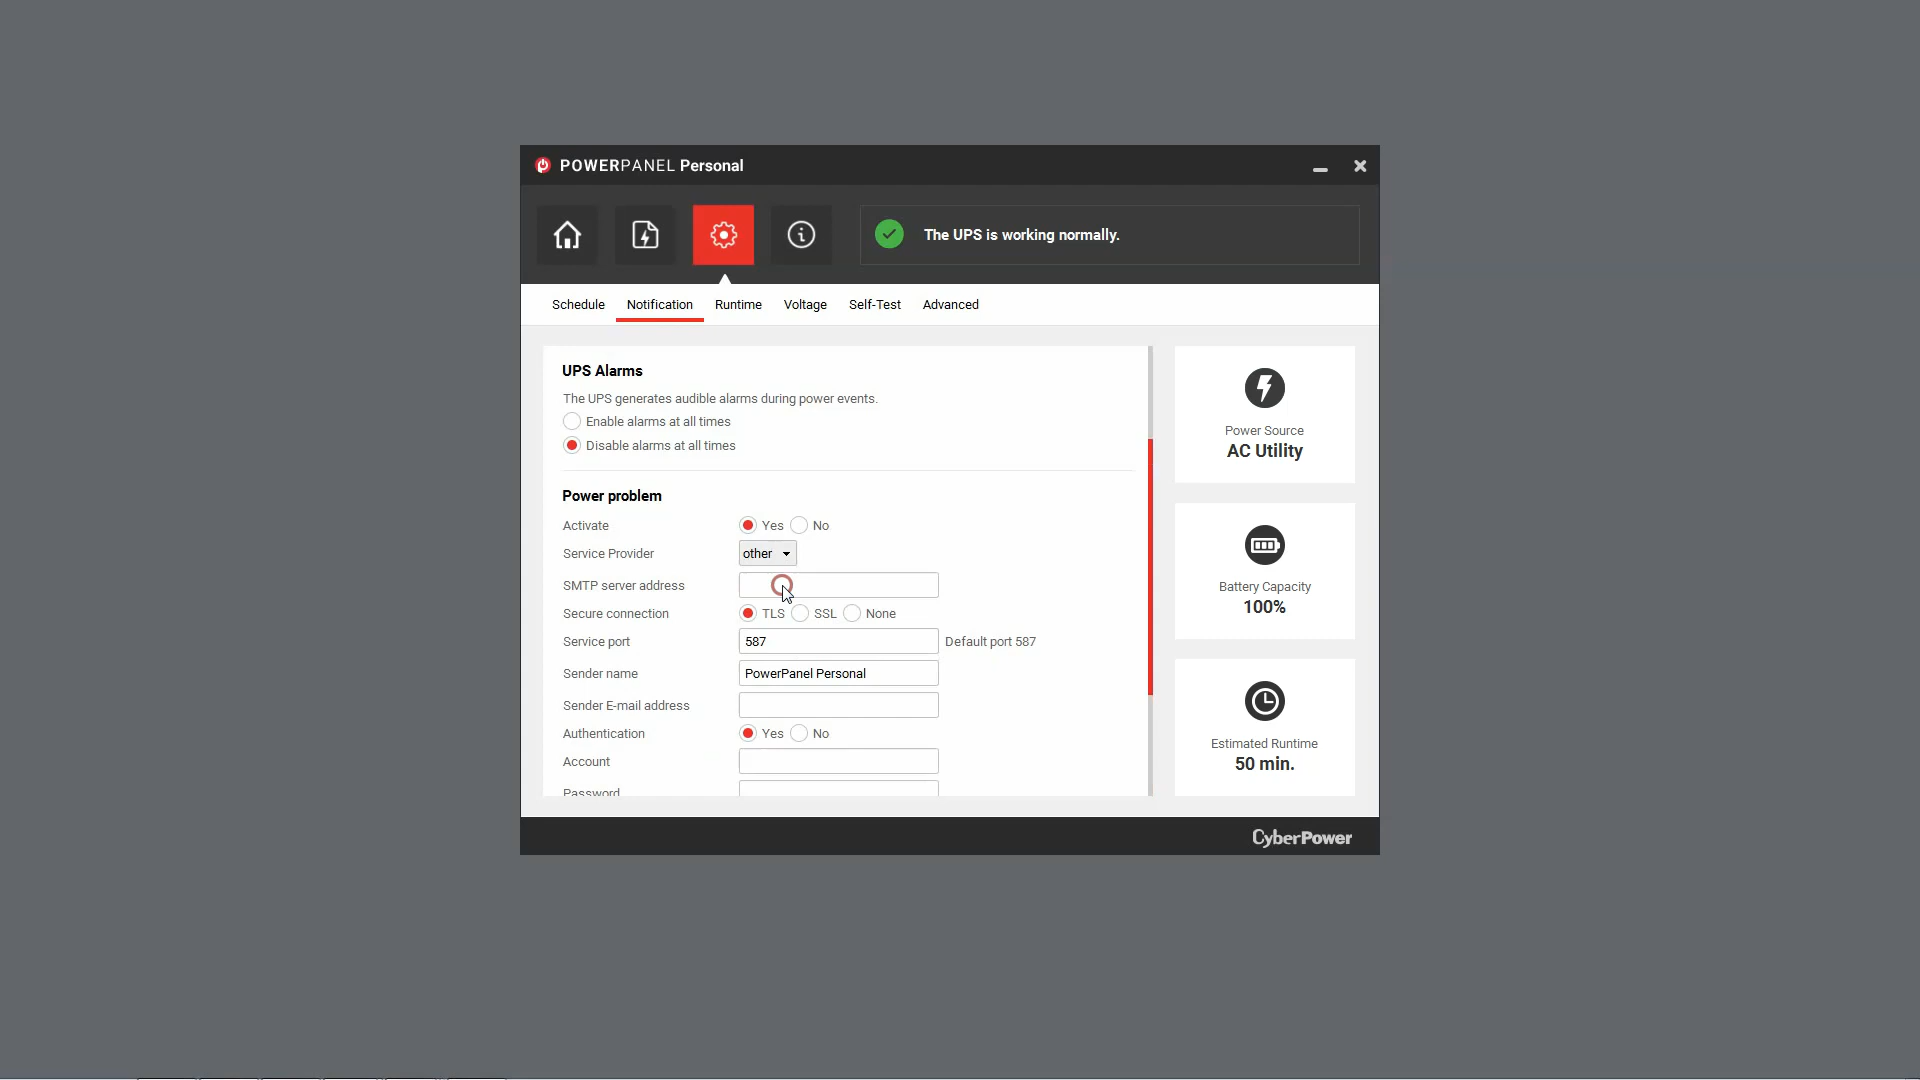 POWERPANEL Personal
The UPS is working normally.
Schedule Notification Runtime Voltage Self-Test Advanced
UPS Alarms
The UPS generates audible alarms during power events.
Enable alarms at all times
Disable alarms at all times
Power problem
Activate Yes No
Service Provider other
SMTP server address
Secure connection TLS SSL None
Service port 587 Default port 587
Sender name PowerPanel Personal
Sender E-mail address
Authentication Yes No
Account
Password
Power Source
AC Utility
Battery Capacity
100%
Estimated Runtime
50 min.
CyberPower